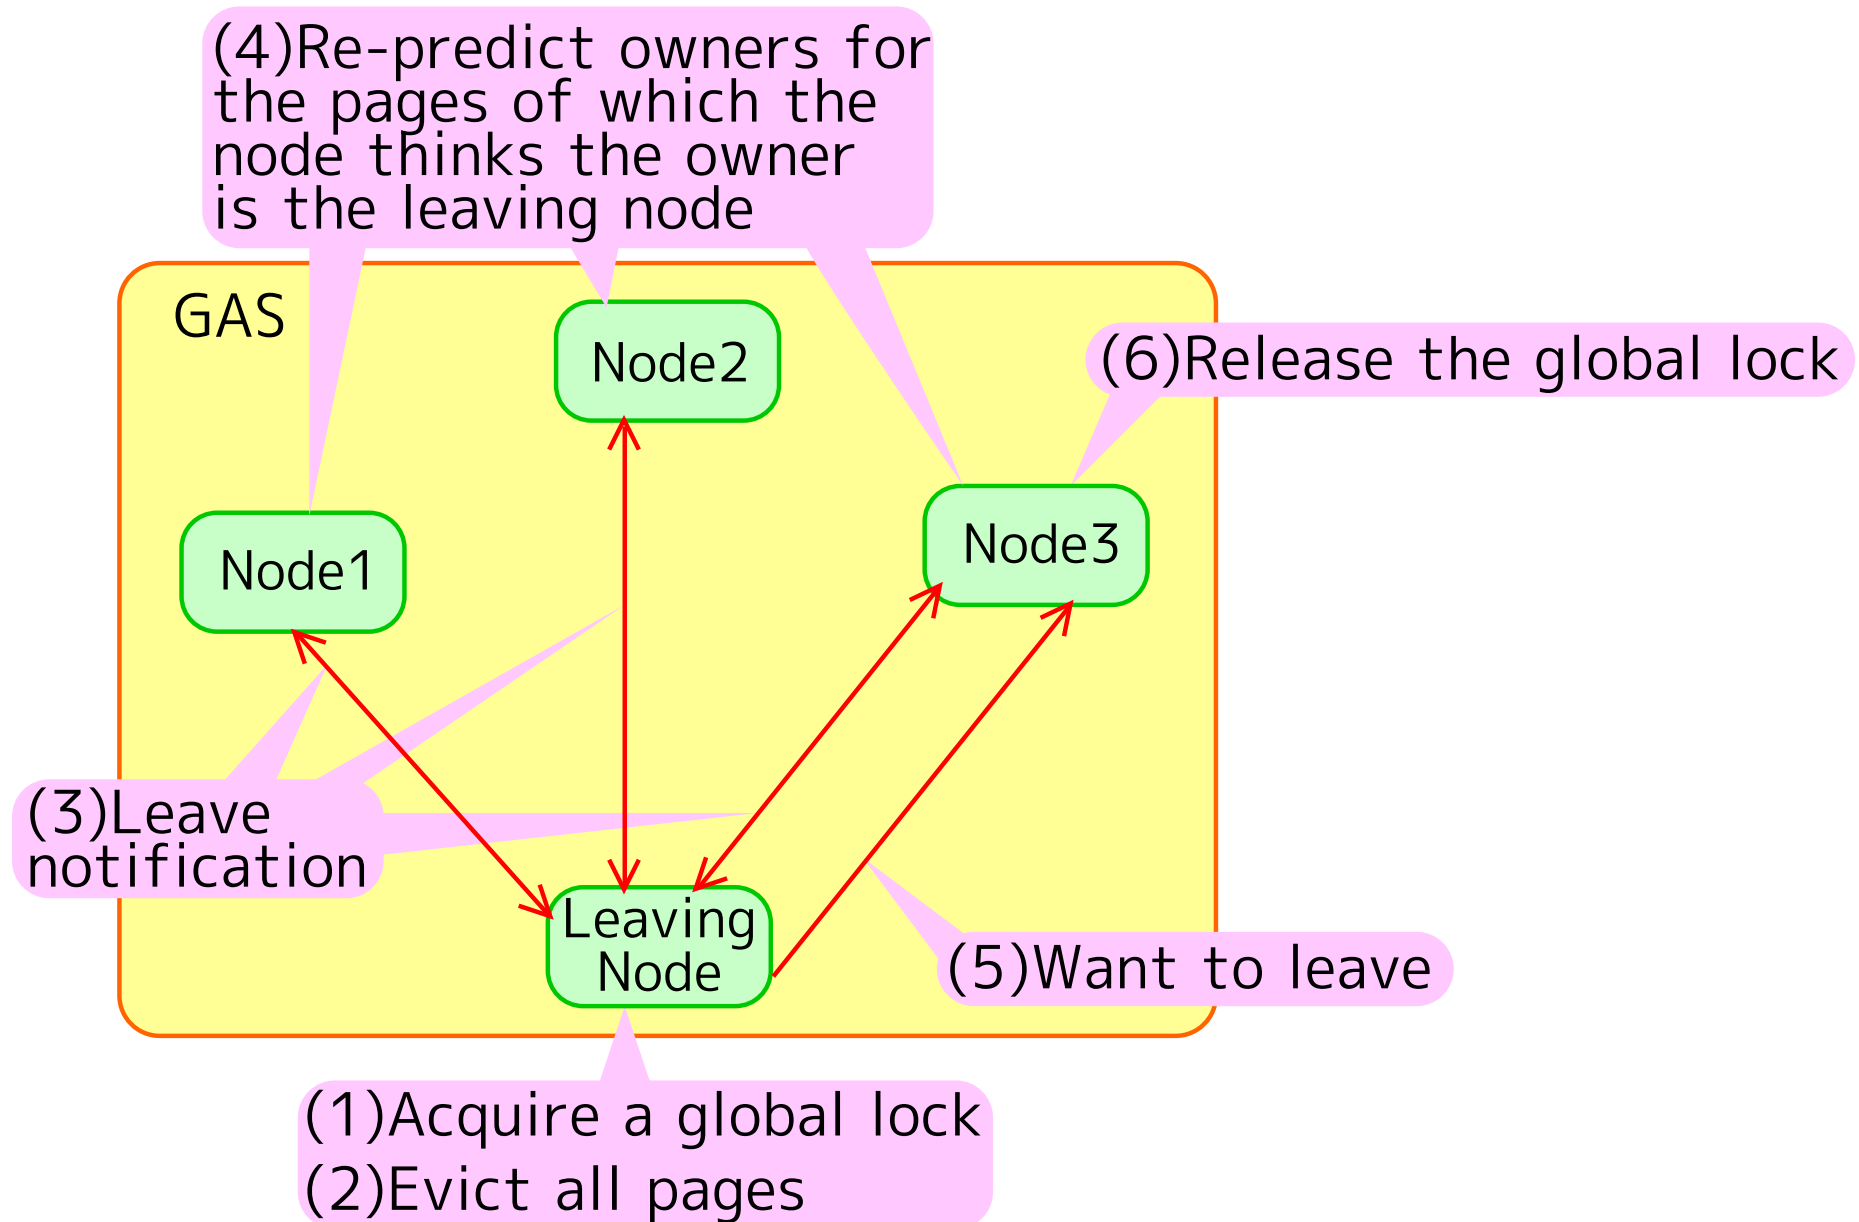 (4)Re-predict owners for
the pages of which the
node thinks the owner
is the leaving node
GAS
Node2
(6)Release the global lock
Node3
Node1
(3)Leave
notification
Leaving
Node
(5)Want to leave
(1)Acquire a global lock
(2)Evict all pages